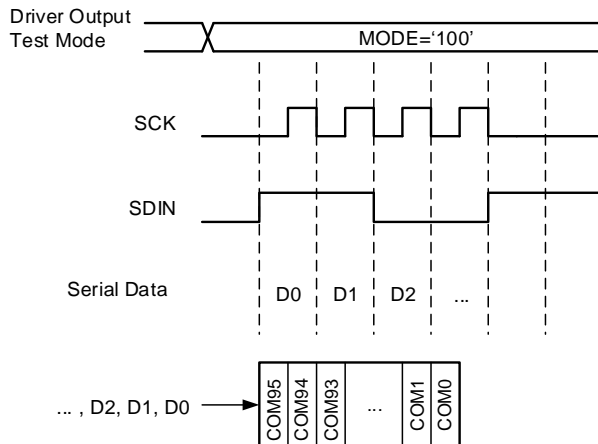 Driver Output
Test Mode
MODE='100'
SCK
SDIN
Serial Data
D0 D1 D2 ...
... , D2, D1, D0
COM95 COM94 COM93 ... COM1 COM0